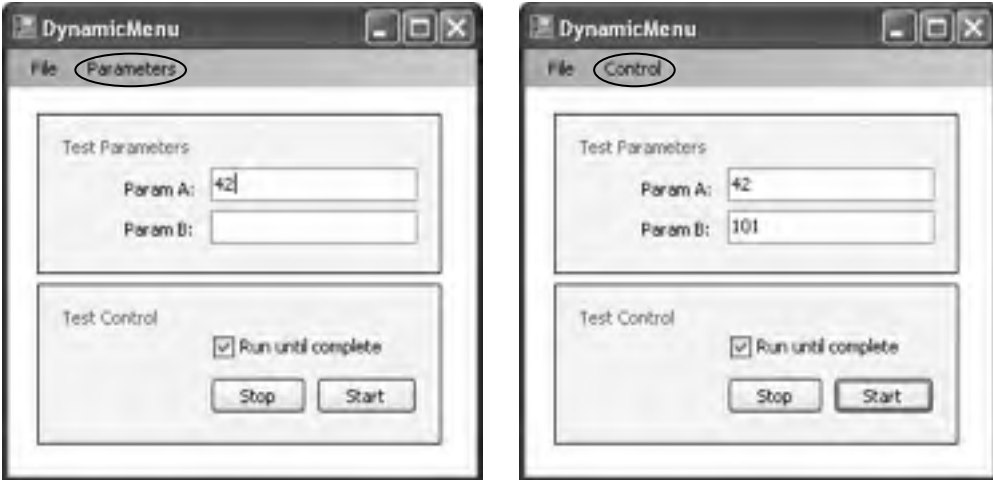 DynamicMenu
File Parameters
Test Parameters
Param A: 42
Param B:
Test Control
Run until complete
Stop Start
DynamicMenu
File Control
Test Parameters
Param A: 42
Param B: 101
Test Control
Run until complete
Stop Start